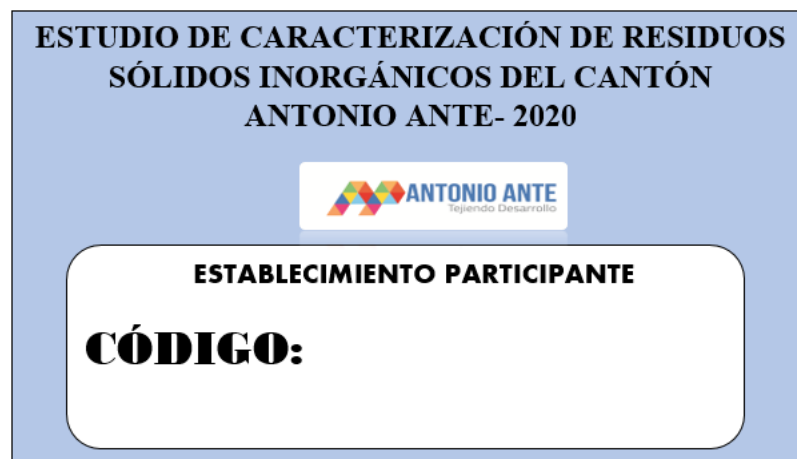 ESTUDIO DE CARACTERIZACIÓN DE RESIDUOS
SÓLIDOS INORGÁNICOS DEL CANTÓN
ANTONIO ANTE- 2020
ANTONIO ANTE
Tejiendo Desarrollo
ESTABLECIMIENTO PARTICIPANTE
CÓDIGO: